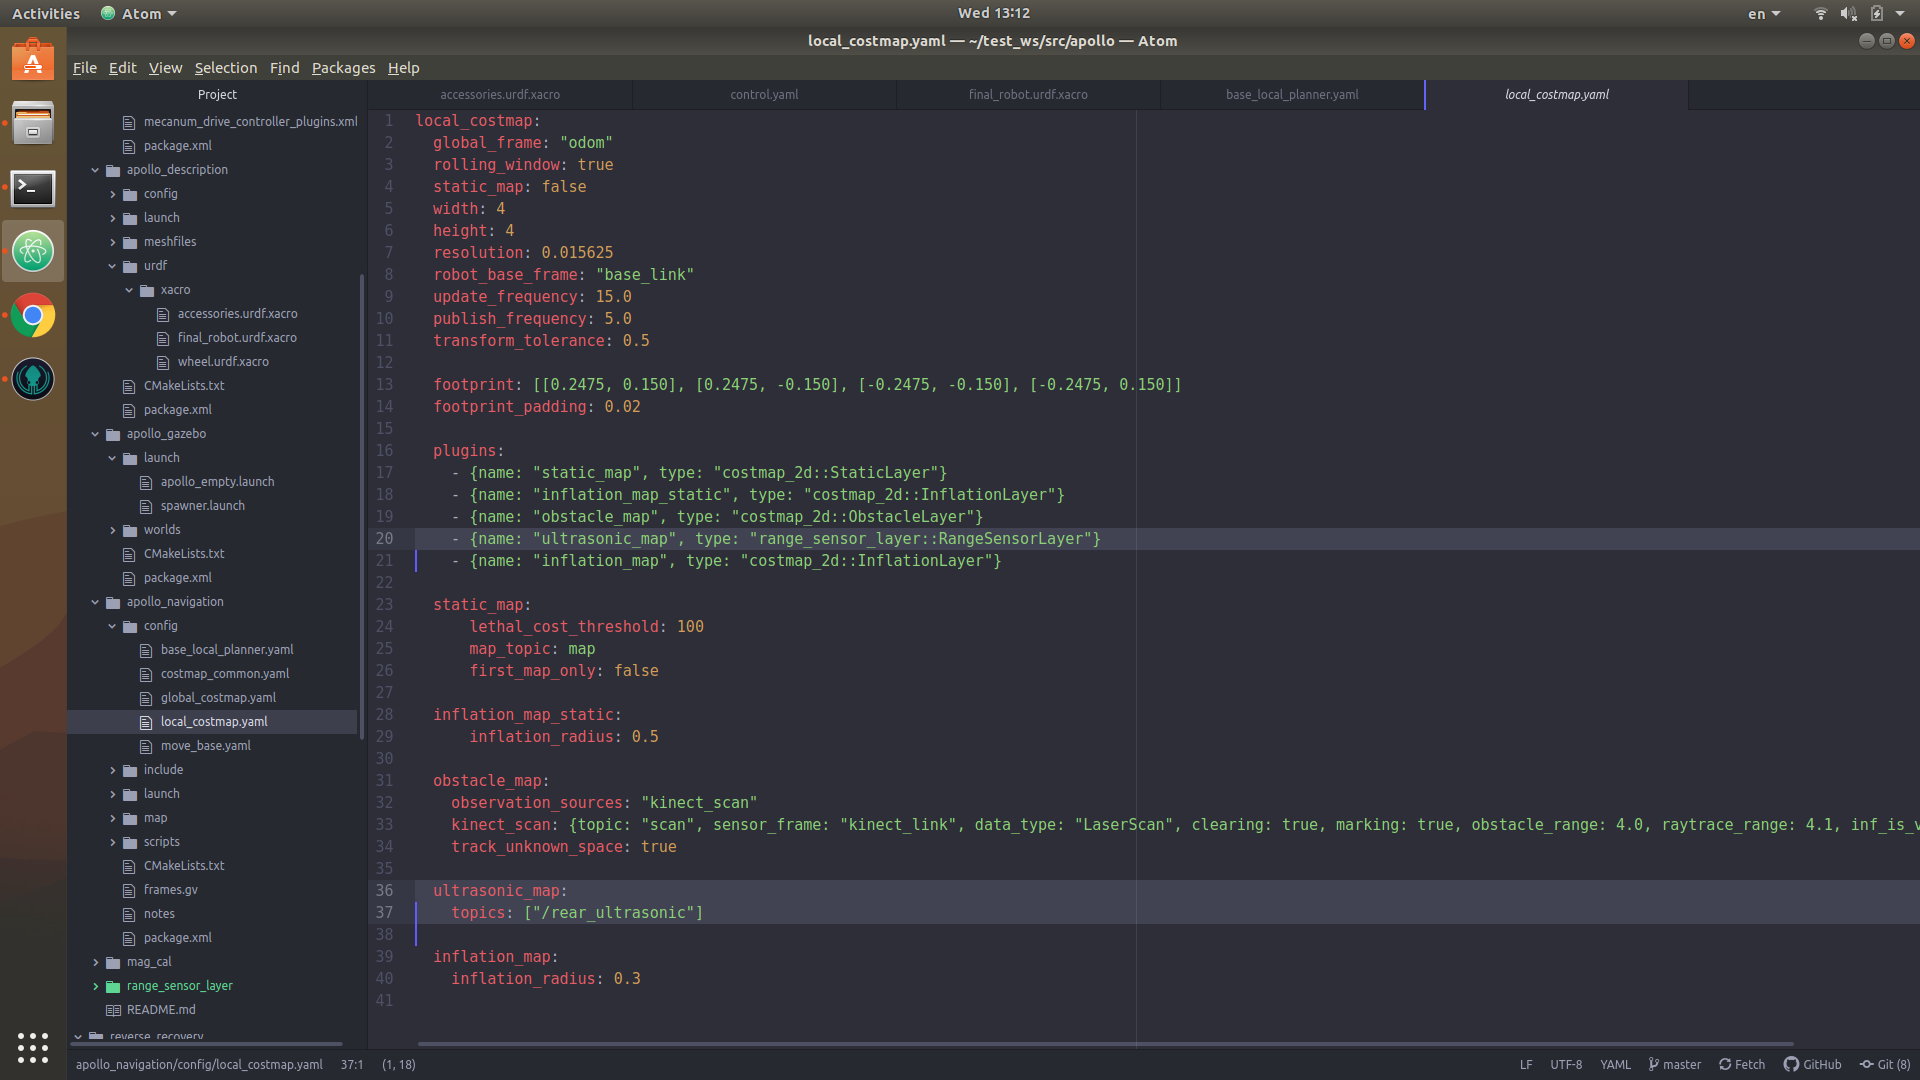 Activities Atom Wed 13:12 en
local_costmap.yaml — ~/test_ws/src/apollo — Atom
File Edit View Selection Find Packages Help
Project
mecanum_drive_controller_plugins.xml
package.xml
apollo_description
config
launch
meshfiles
urdf
xacro
accessories.urdf.xacro
final_robot.urdf.xacro
wheel.urdf.xacro
CMakeLists.txt
package.xml
apollo_gazebo
launch
apollo_empty.launch
spawner.launch
worlds
CMakeLists.txt
package.xml
apollo_navigation
config
base_local_planner.yaml
costmap_common.yaml
global_costmap.yaml
local_costmap.yaml
move_base.yaml
include
launch
map
scripts
CMakeLists.txt
frames.gv
notes
package.xml
mag_cal
range_sensor_layer
README.md
reverse_recovery
accessories.urdf.xacro control.yaml final_robot.urdf.xacro base_local_planner.yaml local_costmap.yaml
1 local_costmap:
2 global_frame: "odom"
3 rolling_window: true
4 static_map: false
5 width: 4
6 height: 4
7 resolution: 0.015625
8 robot_base_frame: "base_link"
9 update_frequency: 15.0
10 publish_frequency: 5.0
11 transform_tolerance: 0.5
12
13 footprint: [[0.2475, 0.150], [0.2475, -0.150], [-0.2475, -0.150], [-0.2475, 0.150]]
14 footprint_padding: 0.02
15
16 plugins:
17 - {name: "static_map", type: "costmap_2d::StaticLayer"}
18 - {name: "inflation_map_static", type: "costmap_2d::InflationLayer"}
19 - {name: "obstacle_map", type: "costmap_2d::ObstacleLayer"}
20 - {name: "ultrasonic_map", type: "range_sensor_layer::RangeSensorLayer"}
21 - {name: "inflation_map", type: "costmap_2d::InflationLayer"}
22
23 static_map:
24 lethal_cost_threshold: 100
25 map_topic: map
26 first_map_only: false
27
28 inflation_map_static:
29 inflation_radius: 0.5
30
31 obstacle_map:
32 observation_sources: "kinect_scan"
33 kinect_scan: {topic: "scan", sensor_frame: "kinect_link", data_type: "LaserScan", clearing: true, marking: true, obstacle_range: 4.0, raytrace_range: 4.1, inf_is_v
34 track_unknown_space: true
35
36 ultrasonic_map:
37 topics: ["/rear_ultrasonic"]
38
39 inflation_map:
40 inflation_radius: 0.3
41
apollo_navigation/config/local_costmap.yaml 37:1 (1, 18) LF UTF-8 YAML master Fetch GitHub Git (8)